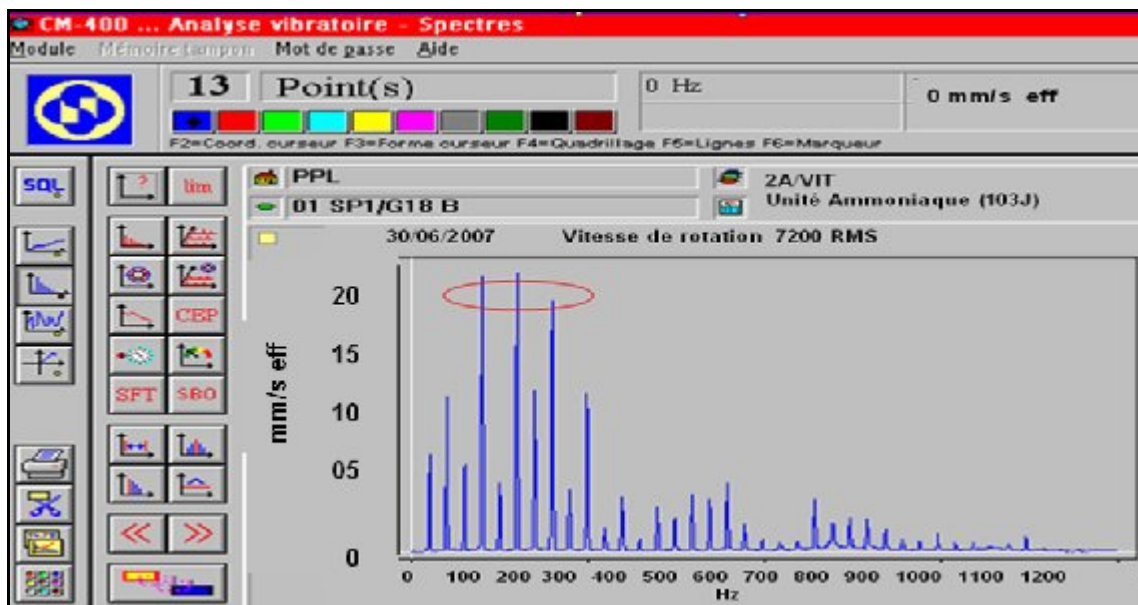 CM-400 ... Analyse vibratoire - Spectres
Module Mémoire tampon Mot de passe Aide
13 Point(s) 0 Hz 0 mm/s eff
F2=Coord. curseur F3=Forme curseur F4=Quadrillage F5=Lignes F6=Marqueur
SQL ? lim PPL 2A/VIT
01 SP1/G18 B Unité Ammoniaque (103J)
30/06/2007 Vitesse de rotation 7200 RMS
CEP
SFT SBO
<< >>
mm/s eff
20
15
10
05
0
0 100 200 300 400 500 600 700 800 900 1000 1100 1200
Hz